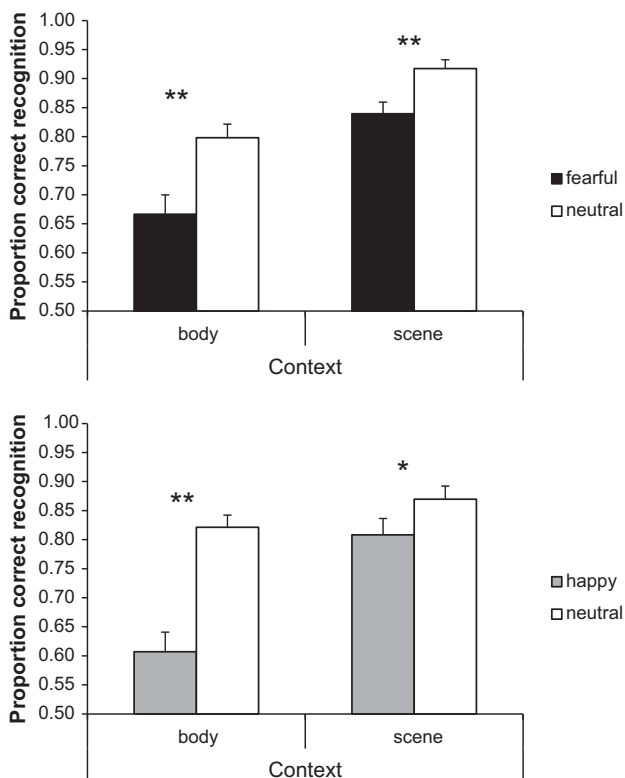 Proportion correct recognition
1.00
0.95
0.90
0.85
0.80
0.75
0.70
0.65
0.60
0.55
0.50
**
**
fearful
neutral
body
scene
Context
Proportion correct recognition
1.00
0.95
0.90
0.85
0.80
0.75
0.70
0.65
0.60
0.55
0.50
**
*
happy
neutral
body
scene
Context